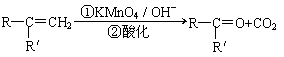 R—C=CH₂ ①KMnO₄ / OH⁻ ②酸化 R—C=O+CO₂
R′ R′